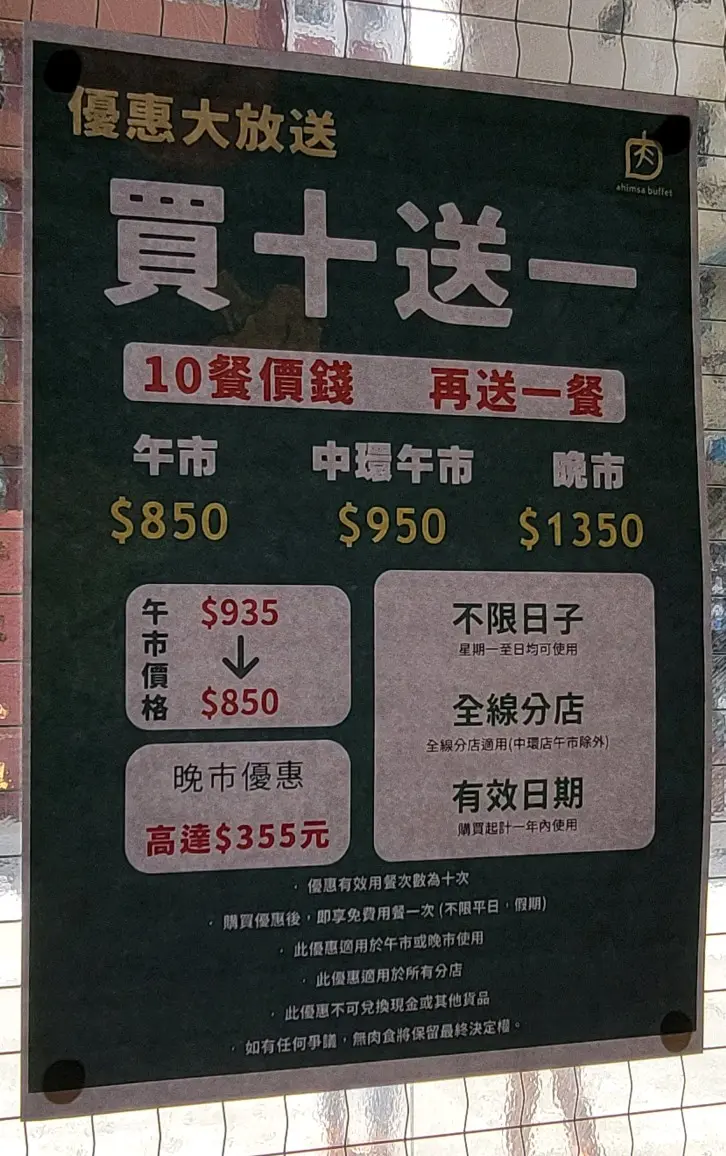 優惠大放送
ahimsa buffet
買十送一
10餐價錢 再送一餐
午市 中環午市 晚市
$850 $950 $1350
午市價格
$935
↓
$850
晚市優惠
高達$355元
不限日子
星期一至日均可使用
全線分店
全線分店適用(中環店午市除外)
有效日期
購買起計一年內使用
· 優惠有效用餐次數為十次
· 購買優惠後，即享免費用餐一次 (不限平日，假期)
· 此優惠適用於午市或晚市使用
· 此優惠適用於所有分店
· 此優惠不可兌換現金或其他貨品
· 如有任何爭議，無肉食將保留最終決定權。